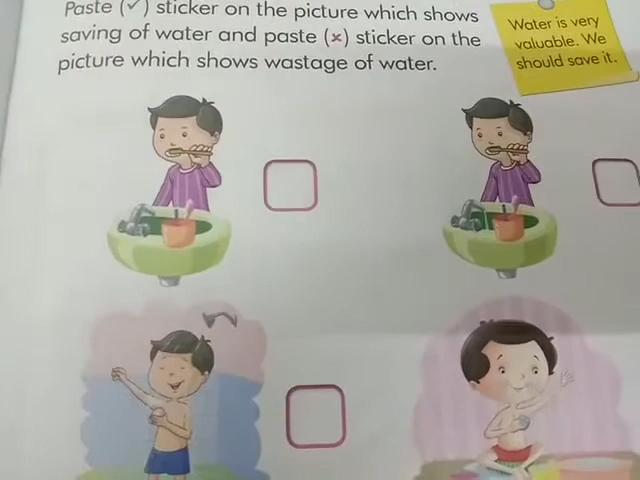 Paste (✓) sticker on the picture which shows
saving of water and paste (×) sticker on the
picture which shows wastage of water.
Water is very
valuable. We
should save it.